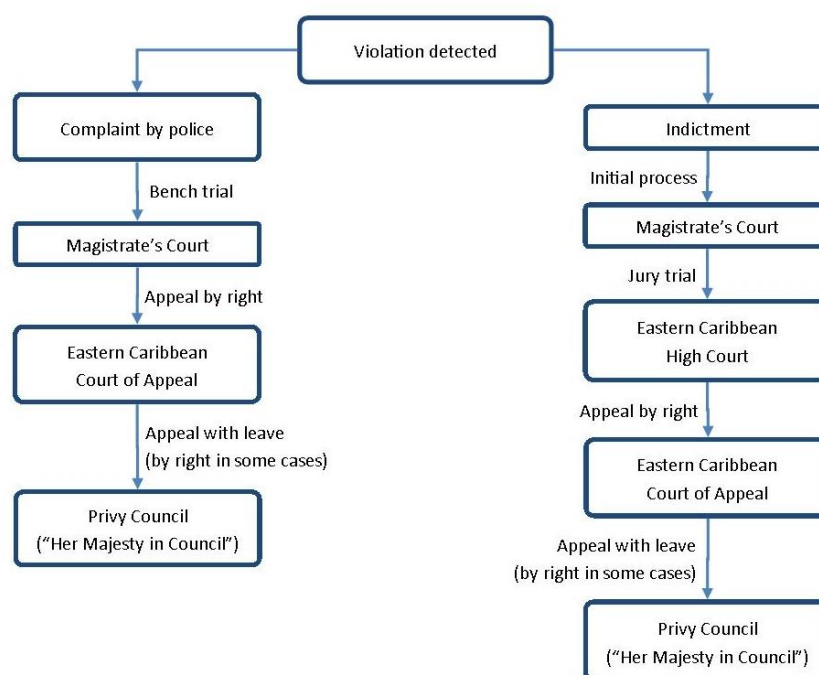 Violation detected
Complaint by police
Bench trial
Magistrate’s Court
Appeal by right
Eastern Caribbean
Court of Appeal
Appeal with leave
(by right in some cases)
Privy Council
(“Her Majesty in Council”)
Indictment
Initial process
Magistrate’s Court
Jury trial
Eastern Caribbean
High Court
Appeal by right
Eastern Caribbean
Court of Appeal
Appeal with leave
(by right in some cases)
Privy Council
(“Her Majesty in Council”)